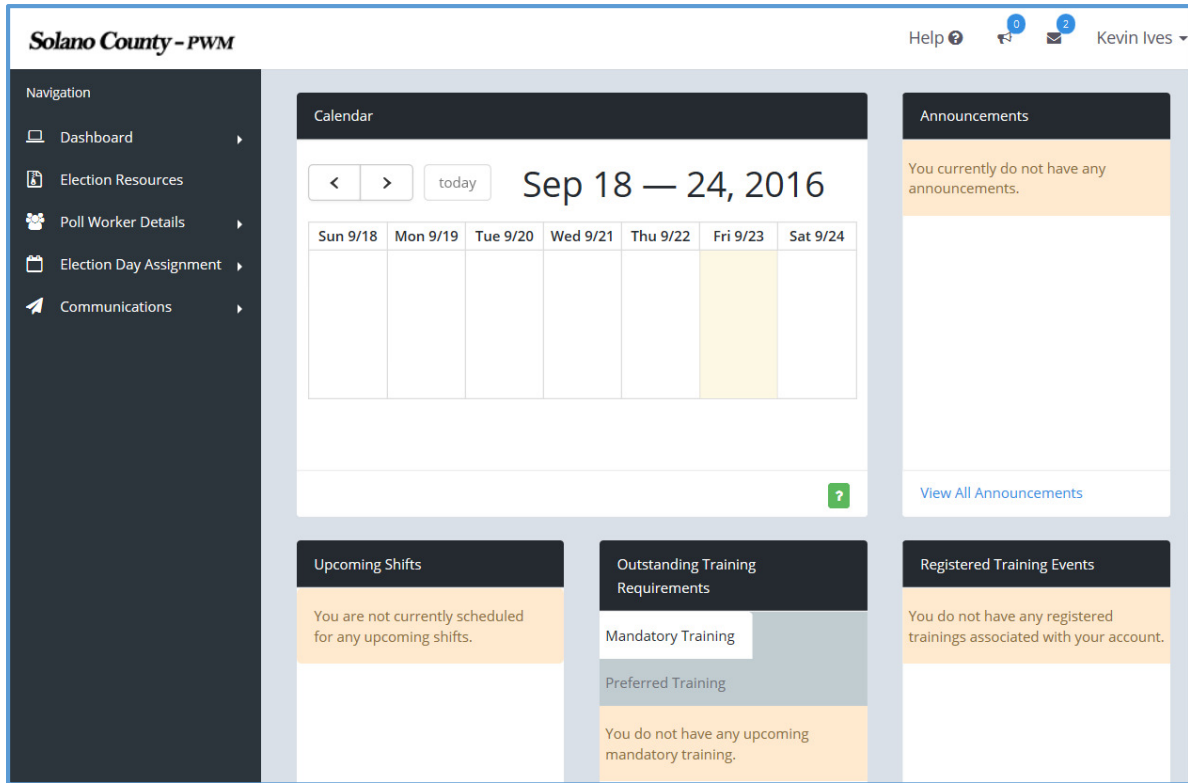 Solano County - PWM
Help
0
2
Kevin Ives
Navigation
Dashboard
Election Resources
Poll Worker Details
Election Day Assignment
Communications
Calendar
today
Sep 18 — 24, 2016
Sun 9/18 Mon 9/19 Tue 9/20 Wed 9/21 Thu 9/22 Fri 9/23 Sat 9/24
?
Announcements
You currently do not have any
announcements.
View All Announcements
Upcoming Shifts
You are not currently scheduled
for any upcoming shifts.
Outstanding Training
Requirements
Mandatory Training
Preferred Training
You do not have any upcoming
mandatory training.
Registered Training Events
You do not have any registered
trainings associated with your account.